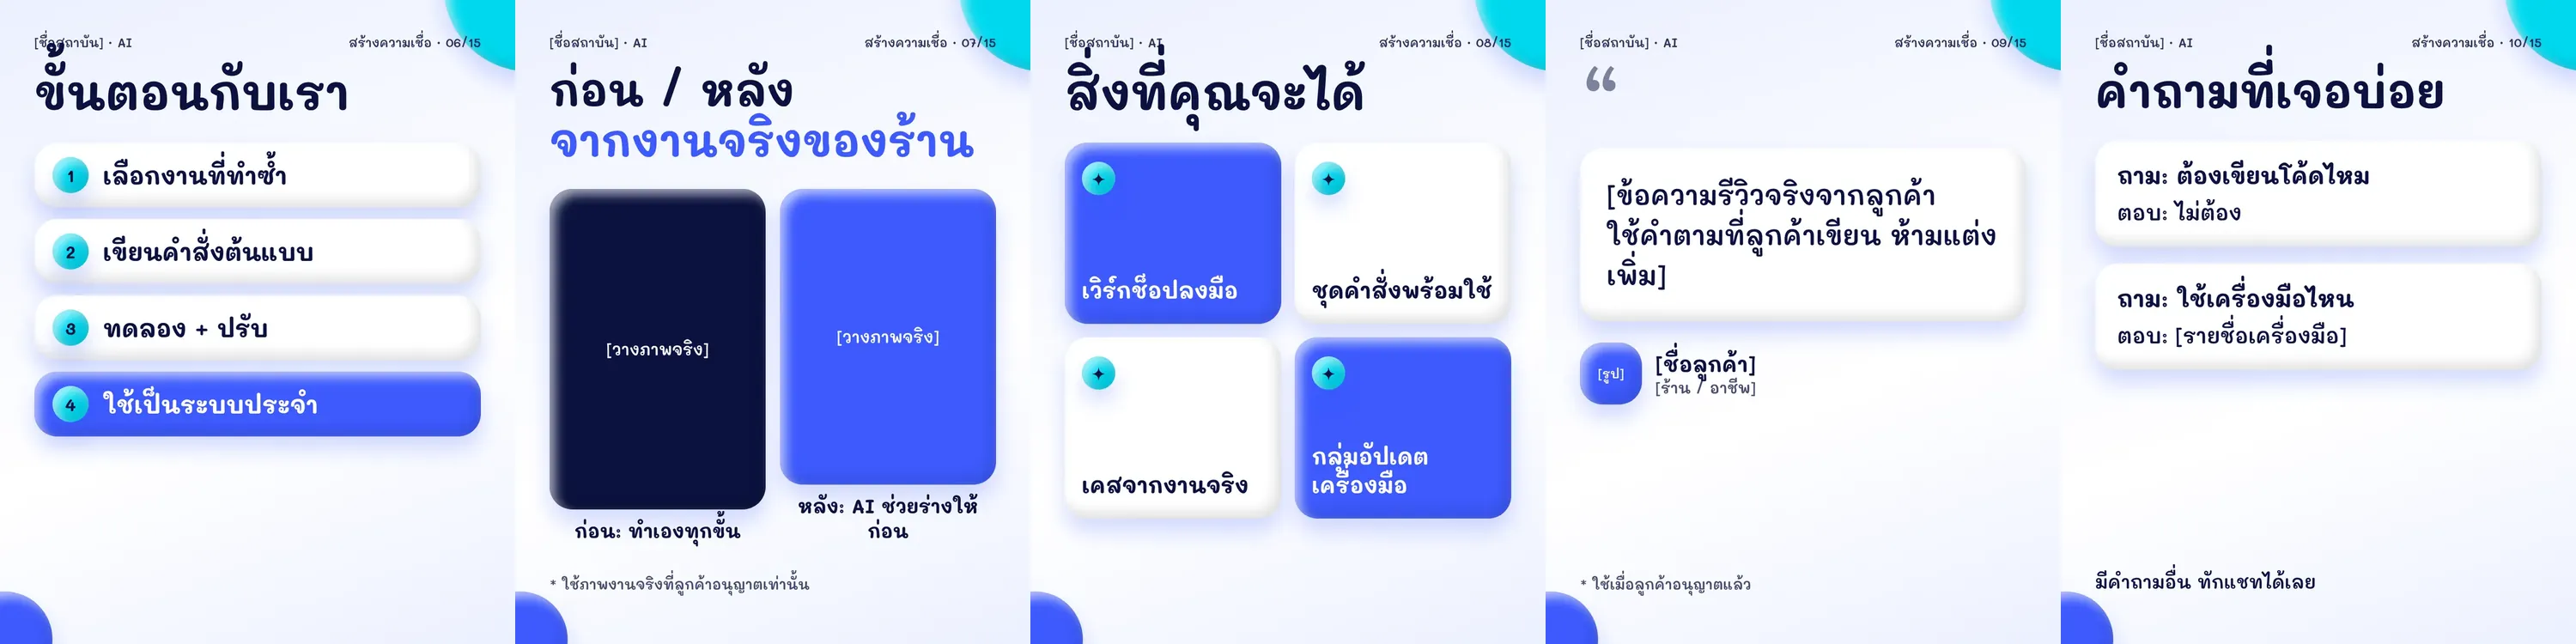 [ชื่อสถาบัน] · AI
สร้างความเชื่อ · 06/15
ขั้นตอนกับเรา
1 เลือกงานที่ทำซ้ำ
2 เขียนคำสั่งต้นแบบ
3 ทดลอง + ปรับ
4 ใช้เป็นระบบประจำ
[ชื่อสถาบัน] · AI
สร้างความเชื่อ · 07/15
ก่อน / หลัง
จากงานจริงของร้าน
[วางภาพจริง]
ก่อน: ทำเองทุกขั้น
[วางภาพจริง]
หลัง: AI ช่วยร่างให้
ก่อน
* ใช้ภาพงานจริงที่ลูกค้าอนุญาตเท่านั้น
[ชื่อสถาบัน] · AI
สร้างความเชื่อ · 08/15
สิ่งที่คุณจะได้
เวิร์กช็อปลงมือ
ชุดคำสั่งพร้อมใช้
เคสจากงานจริง
กลุ่มอัปเดต
เครื่องมือ
[ชื่อสถาบัน] · AI
สร้างความเชื่อ · 09/15
“
[ข้อความรีวิวจริงจากลูกค้า
ใช้คำตามที่ลูกค้าเขียน ห้ามแต่ง
เพิ่ม]
[รูป]
[ชื่อลูกค้า]
[ร้าน / อาชีพ]
* ใช้เมื่อลูกค้าอนุญาตแล้ว
[ชื่อสถาบัน] · AI
สร้างความเชื่อ · 10/15
คำถามที่เจอบ่อย
ถาม: ต้องเขียนโค้ดไหม
ตอบ: ไม่ต้อง
ถาม: ใช้เครื่องมือไหน
ตอบ: [รายชื่อเครื่องมือ]
มีคำถามอื่น ทักแชทได้เลย